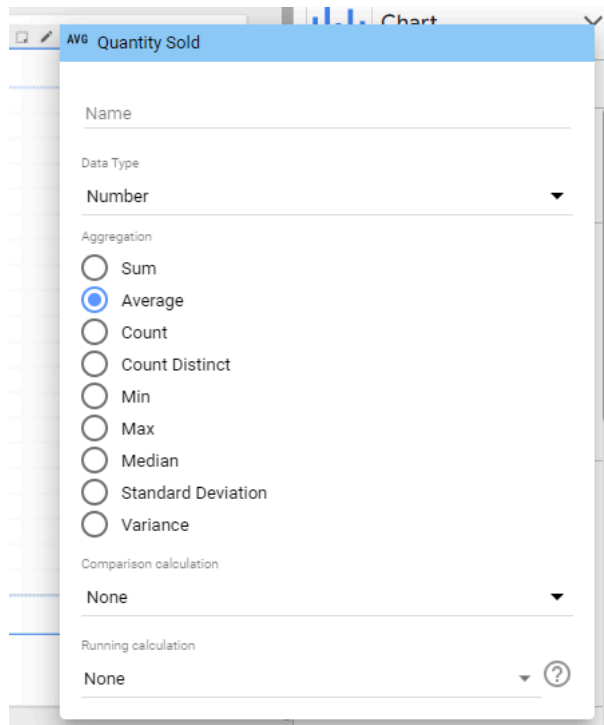 Chart
AVG Quantity Sold
Name
Data Type
Number
Aggregation
Sum
Average
Count
Count Distinct
Min
Max
Median
Standard Deviation
Variance
Comparison calculation
None
Running calculation
None
?